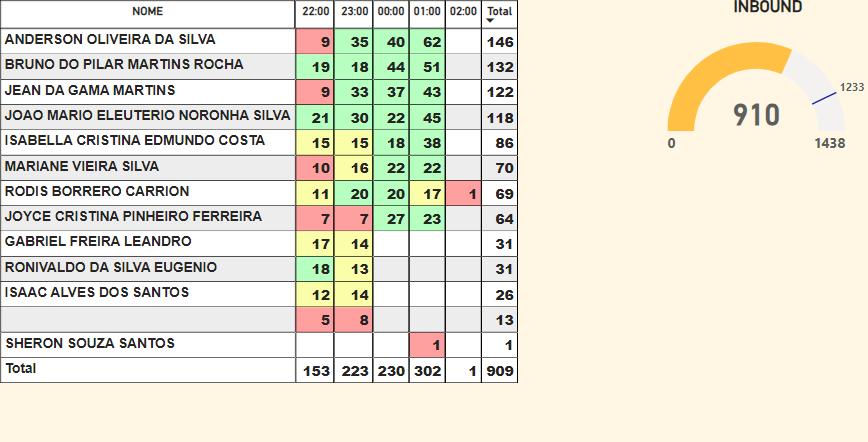 NOME 22:00 23:00 00:00 01:00 02:00 Total
ANDERSON OLIVEIRA DA SILVA 9 35 40 62 146
BRUNO DO PILAR MARTINS ROCHA 19 18 44 51 132
JEAN DA GAMA MARTINS 9 33 37 43 122
JOAO MARIO ELEUTERIO NORONHA SILVA 21 30 22 45 118
ISABELLA CRISTINA EDMUNDO COSTA 15 15 18 38 86
MARIANE VIEIRA SILVA 10 16 22 22 70
RODIS BORRERO CARRION 11 20 20 17 1 69
JOYCE CRISTINA PINHEIRO FERREIRA 7 7 27 23 64
GABRIEL FREIRA LEANDRO 17 14 31
RONIVALDO DA SILVA EUGENIO 18 13 31
ISAAC ALVES DOS SANTOS 12 14 26
5 8 13
SHERON SOUZA SANTOS 1 1
Total 153 223 230 302 1 909
INBOUND
1233
910
0 1438